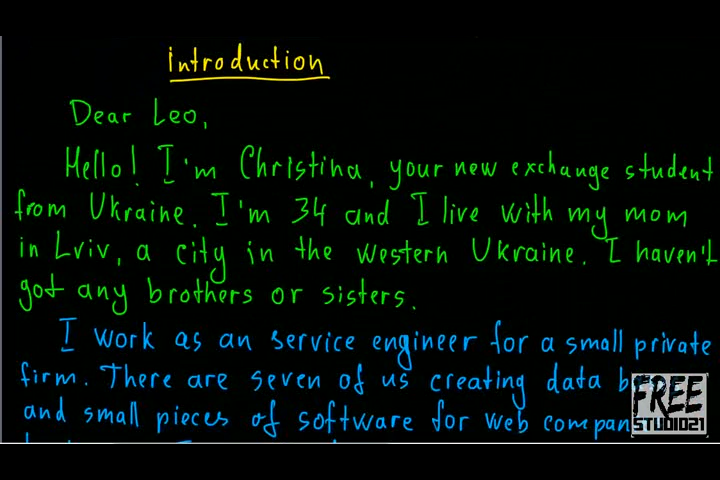 Introduction
Dear Leo,
Hello! I'm Christina, your new exchange student
from Ukraine. I'm 34 and I live with my mom
in Lviv, a city in the western Ukraine. I haven't
got any brothers or sisters.
I work as an service engineer for a small private
firm. There are seven of us creating data
and small pieces of software for web
FREE
STUDIO21